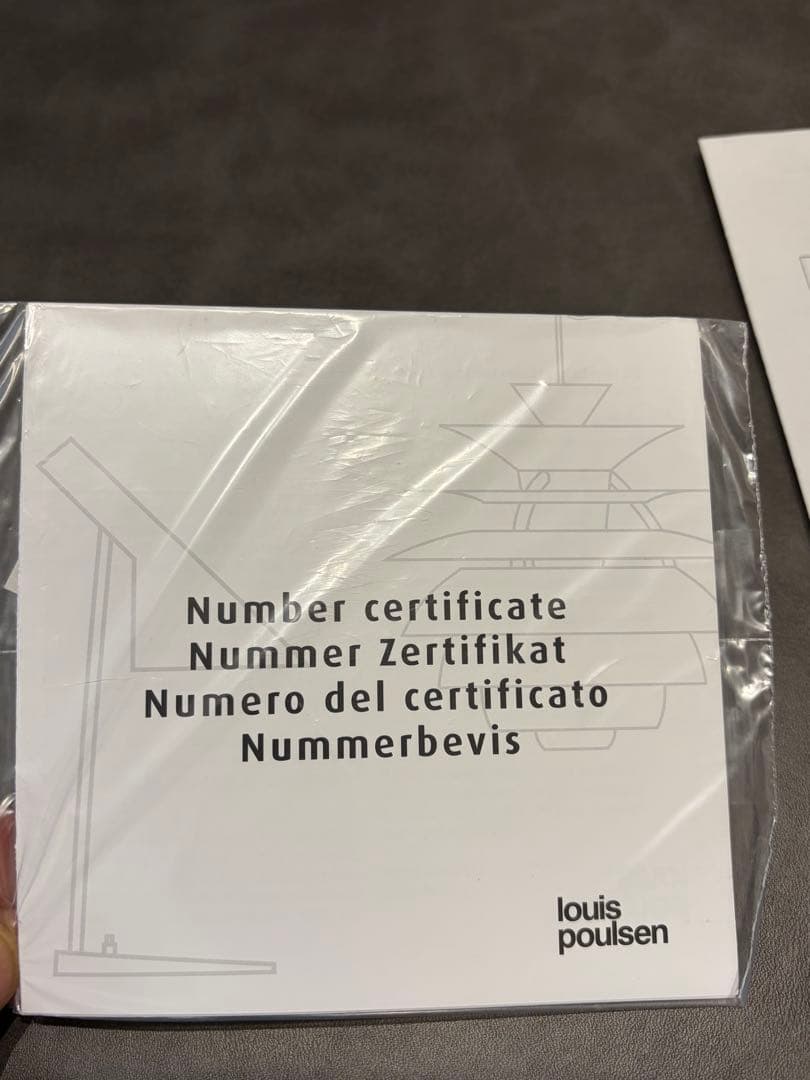 Number certificate
Nummer Zertifikat
Numero del certificato
Nummerbevis
louis
poulsen